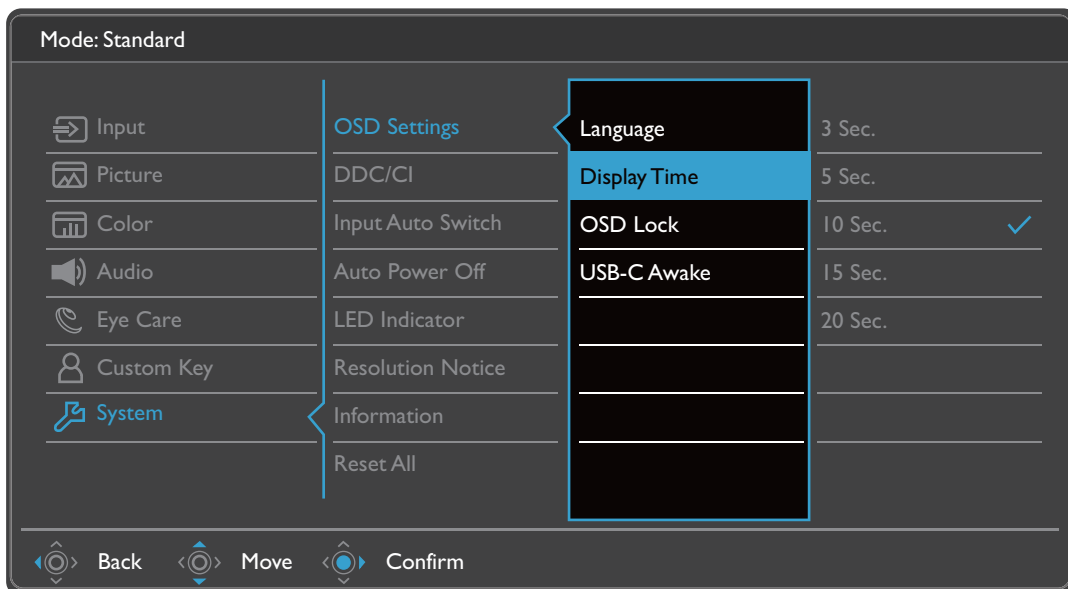 Mode: Standard
Input
Picture
Color
Audio
Eye Care
Custom Key
System
OSD Settings
DDC/CI
Input Auto Switch
Auto Power Off
LED Indicator
Resolution Notice
Information
Reset All
Language
Display Time
OSD Lock
USB-C Awake
3 Sec.
5 Sec.
10 Sec.
15 Sec.
20 Sec.
Back Move Confirm